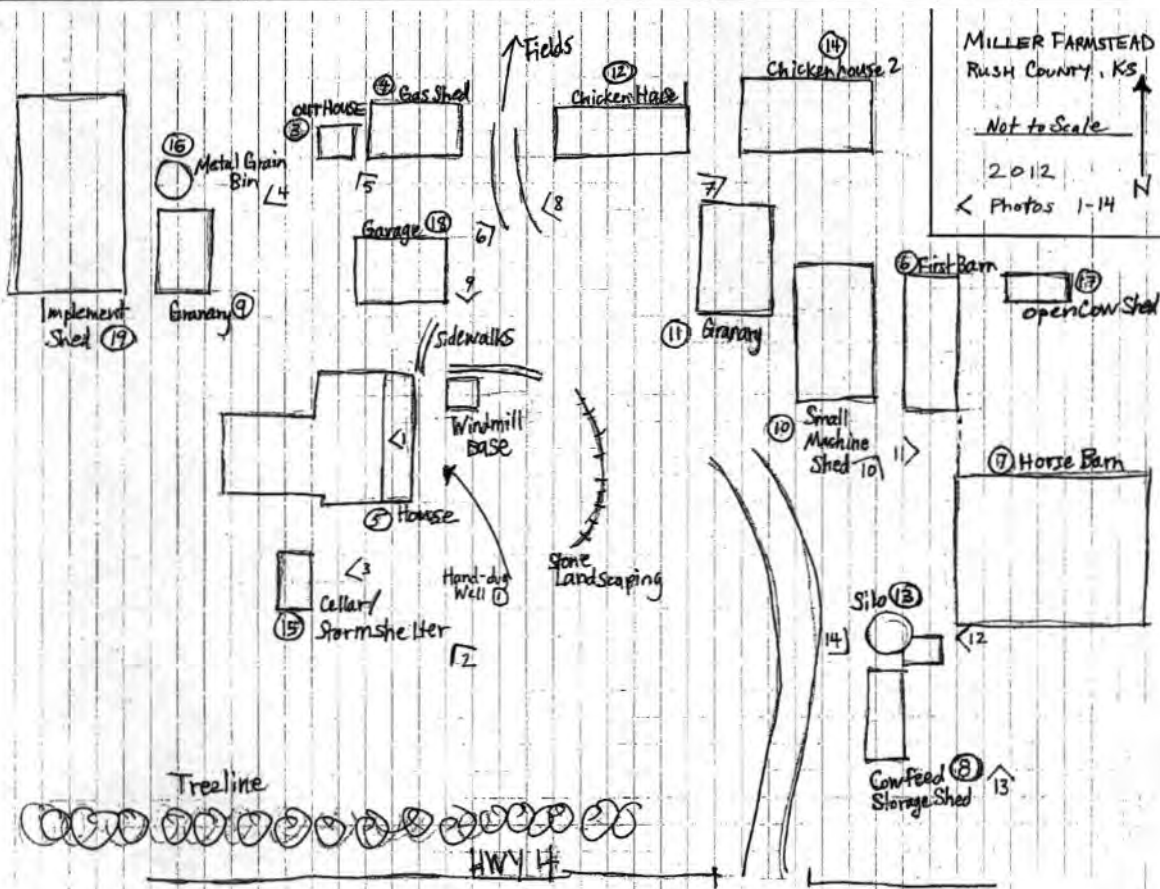 MILLER FARMSTEAD
RUSH COUNTY, KS
Not to Scale
2012
< Photos 1-14
N
Fields
14
Chickenhouse 2
12
Chicken House
4 Gas Shed
OUTHOUSE
3
16
Metal Grain
Bin
4
5
6
8
7
Garage 18
9
Implement
Shed 19
Granary 9
Sidewalks
11 Granary
6 First Barn
17
Open Cow Shed
Windmill
Base
1
5 House
10
Small
Machine
Shed
10
11
7 Horse Barn
Stone
Landscaping
Hand-dug
Well 1
3
Cellar/
15 Stormshelter
2
Silo 13
14
12
Cowfeed 8
Storage Shed
13
Treeline
HWY 4